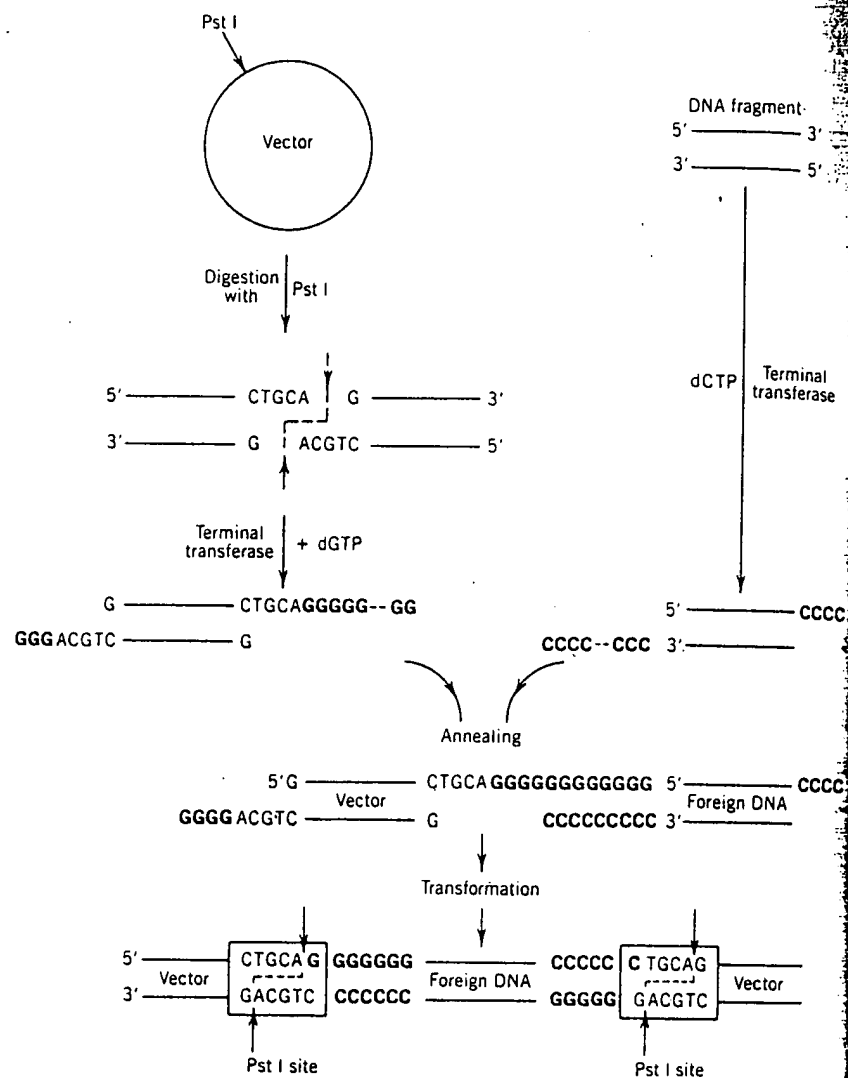 Pst I
Vector
DNA fragment
5' 3'
3' 5'
Digestion with Pst I
5' CTGCA G 3'
3' G ACGTC 5'
dCTP Terminal transferase
Terminal transferase + dGTP
G CTGCAGGGGG--GG 5' CCCC
GGGACGTC G CCCC--CCC 3'
Annealing
5'G CTGCAGGGGGGGGGGGG 5' CCCC
Vector Foreign DNA
GGGGACGTC G CCCCCCCCC 3'
Transformation
5' CTGCAG GGGGGG CCCCC C TGCAG
Vector Foreign DNA Vector
3' GACGTC CCCCCC GGGGG GACGTC
Pst I site Pst I site